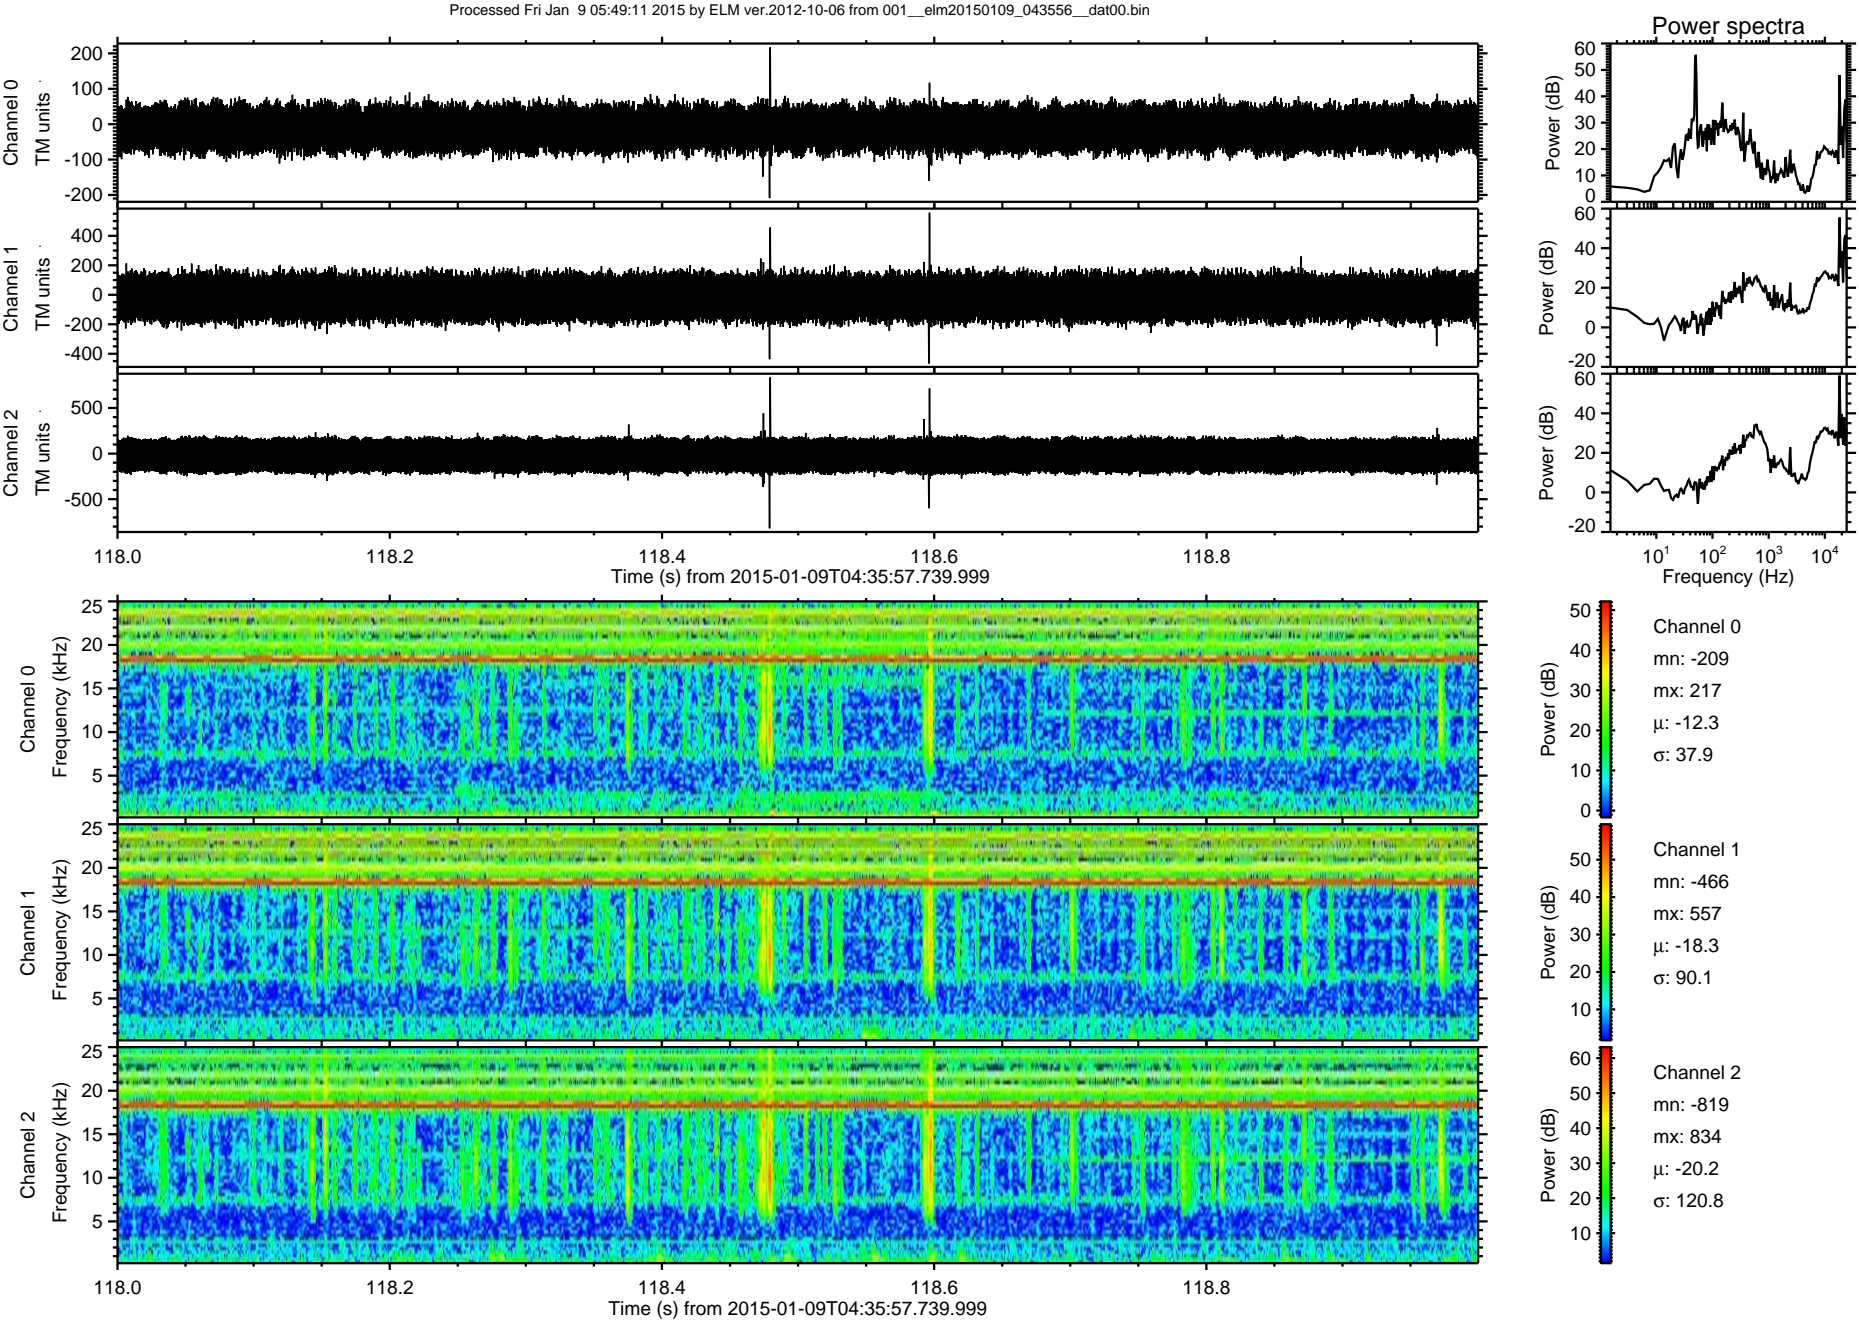 Processed Fri Jan  9 05:49:11 2015 by ELM ver.2012-10-06 from 001__elm20150109_043556__dat00.bin
Power spectra
Channel 0
TM units
200
100
0
-100
-200
Power (dB)
60
50
40
30
20
10
0
Channel 1
TM units
400
200
0
-200
-400
Power (dB)
60
40
20
0
-20
Channel 2
TM units
500
0
-500
Power (dB)
60
40
20
0
-20
118.0 118.2 118.4 118.6 118.8
Time (s) from 2015-01-09T04:35:57.739.999
10¹ 10² 10³ 10⁴
Frequency (Hz)
Channel 0
Frequency (kHz)
25
20
15
10
5
Power (dB)
50
40
30
20
10
0
Channel 0
mn: -209
mx: 217
μ: -12.3
σ: 37.9
Channel 1
Frequency (kHz)
25
20
15
10
5
Power (dB)
50
40
30
20
10
Channel 1
mn: -466
mx: 557
μ: -18.3
σ: 90.1
Channel 2
Frequency (kHz)
25
20
15
10
5
Power (dB)
60
50
40
30
20
10
Channel 2
mn: -819
mx: 834
μ: -20.2
σ: 120.8
118.0 118.2 118.4 118.6 118.8
Time (s) from 2015-01-09T04:35:57.739.999